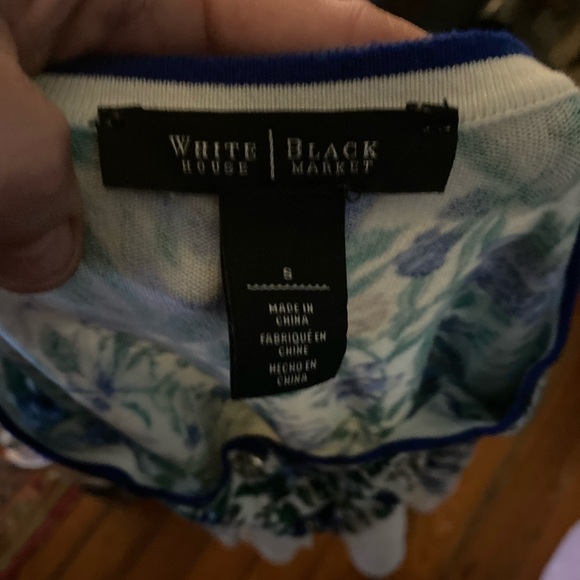 WHITE | BLACK
HOUSE | MARKET
S
MADE IN
CHINA
FABRIQUÉ EN
CHINE
HECHO EN
CHINA